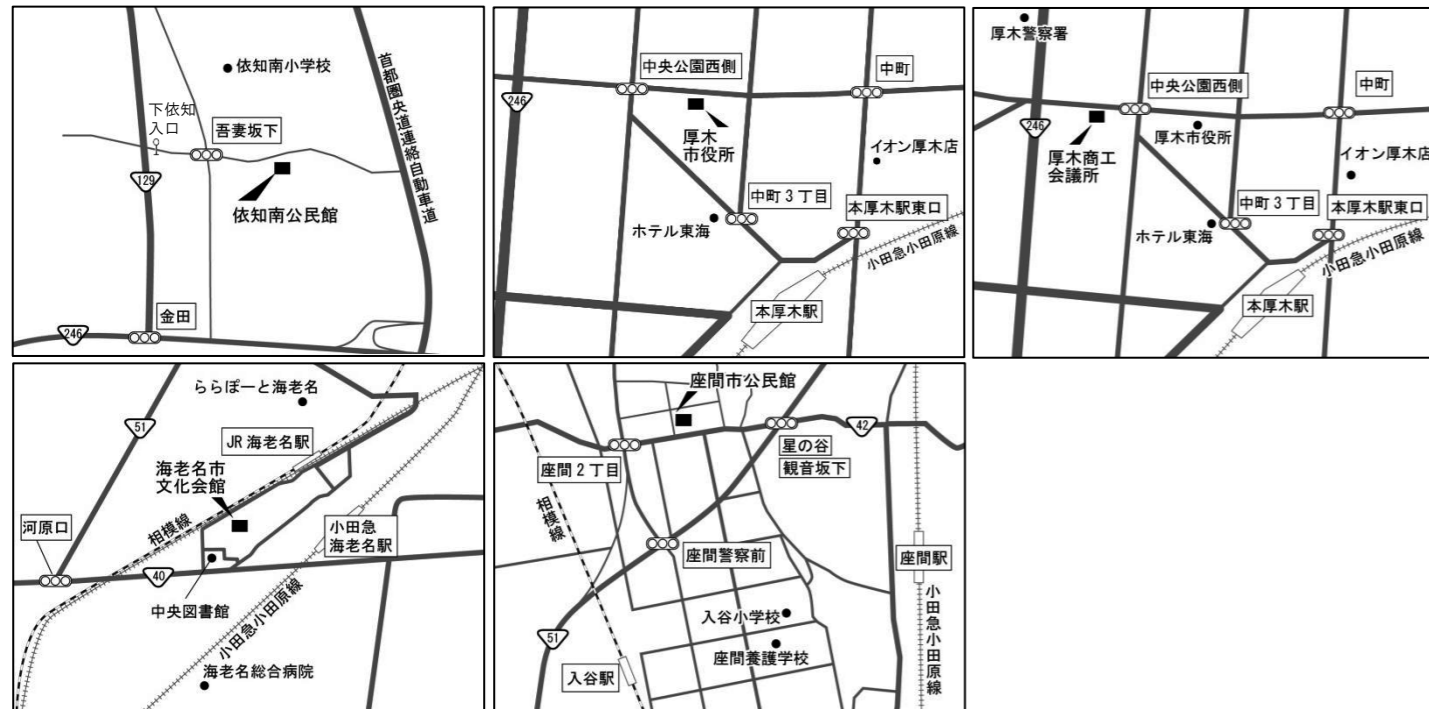 依知南小学校
首都圏央道連絡自動車道
下依知
入口
吾妻坂下
129
依知南公民館
金田
246
中央公園西側
中町
246
厚木
市役所
イオン厚木店
中町3丁目
本厚木駅東口
ホテル東海
小田急小田原線
本厚木駅
厚木警察署
中央公園西側
中町
246
厚木市役所
厚木商工
会議所
イオン厚木店
中町3丁目
本厚木駅東口
ホテル東海
小田急小田原線
本厚木駅
ららぽーと海老名
51
JR海老名駅
海老名市
文化会館
相模線
河原口
小田急
海老名駅
40
中央図書館
小田急小田原線
海老名総合病院
座間市公民館
42
座間2丁目
星の谷
観音坂下
相模線
座間警察前
座間駅
入谷小学校
51
座間養護学校
小田急小田原線
入谷駅